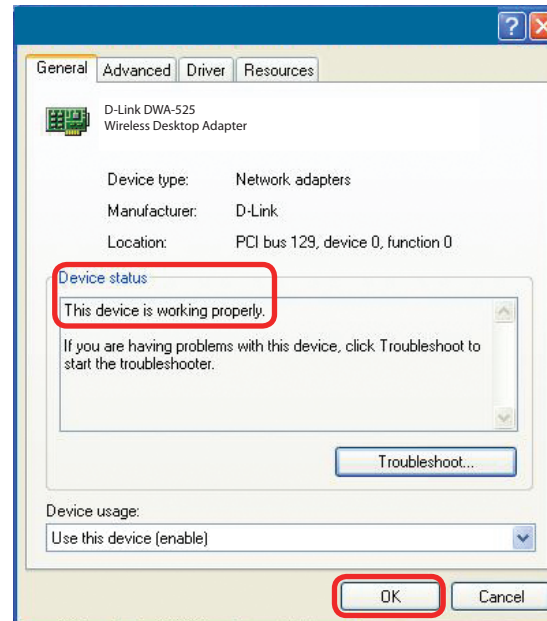 General Advanced Driver Resources
D-Link DWA-525
Wireless Desktop Adapter
Device type: Network adapters
Manufacturer: D-Link
Location: PCI bus 129, device 0, function 0
Device status
This device is working properly.
If you are having problems with this device, click Troubleshoot to
start the troubleshooter.
Troubleshoot...
Device usage:
Use this device (enable)
OK Cancel